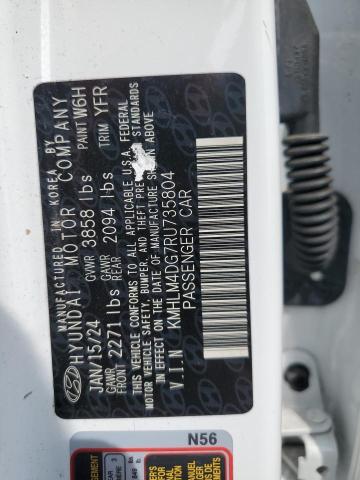 MANUFACTURED IN KOREA BY
HYUNDAI MOTOR COMPANY
JAN/15/24 GVWR 3858 lbs PAINT W6H
GAWR FRONT 2271 lbs GAWR REAR 2094 lbs TRIM YFR
THIS VEHICLE CONFORMS TO ALL APPLICABLE U.S.A. FEDERAL
MOTOR VEHICLE SAFETY AND THEFT STANDARDS
IN EFFECT ON THE DATE OF MANUFACTURE SHOWN ABOVE
V.I.N KMHLM4DG7RU735804
PASSENGER CAR
N56
REAR 3